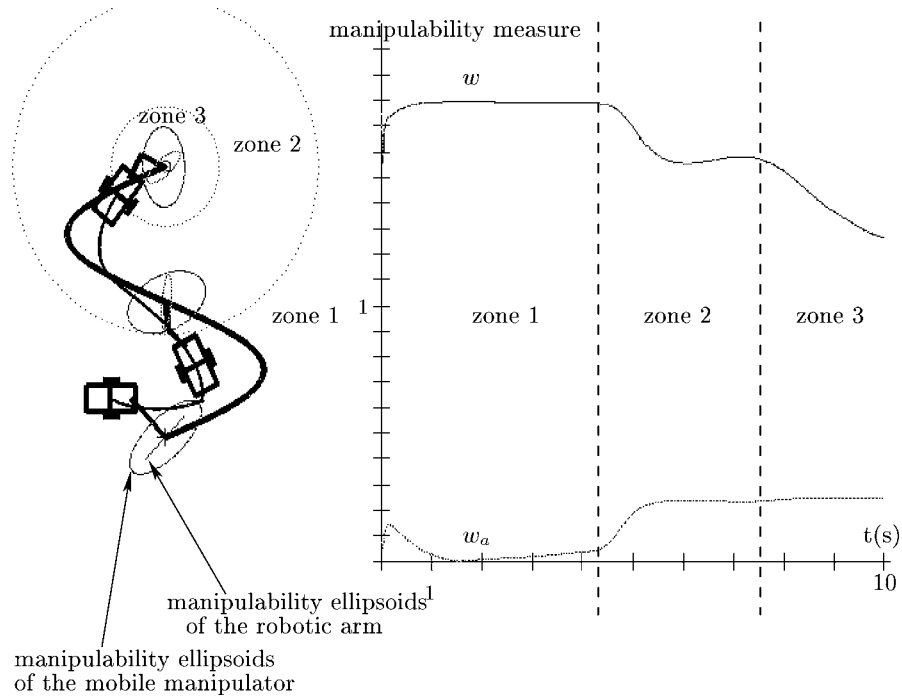 manipulability measure
w
zone 3
zone 2
zone 1
1
zone 1
zone 2
zone 3
w_a
t(s)
10
1
manipulability ellipsoids
of the robotic arm
manipulability ellipsoids
of the mobile manipulator